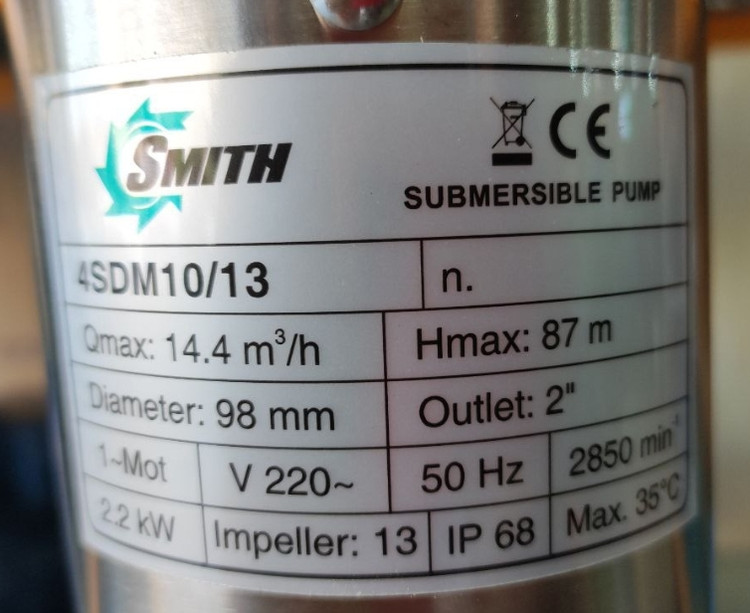 SMITH
CE
SUBMERSIBLE PUMP
4SDM10/13 n.
Qmax: 14.4 m³/h Hmax: 87 m
Diameter: 98 mm Outlet: 2"
1~Mot V 220~ 50 Hz 2850 min⁻¹
2.2 kW Impeller: 13 IP 68 Max. 35°C